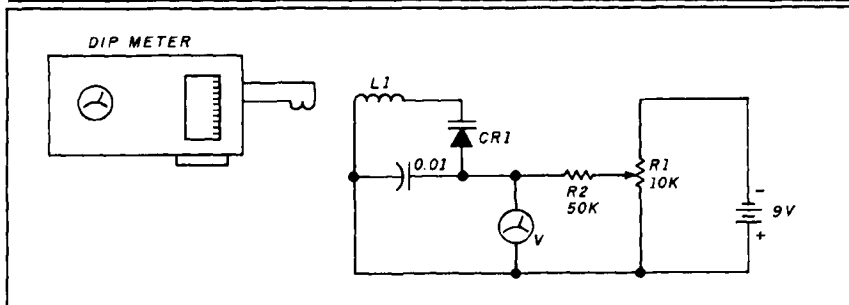 DIP METER
L1
CR1
0.01
R2
50K
R1
10K
V
-
9V
+